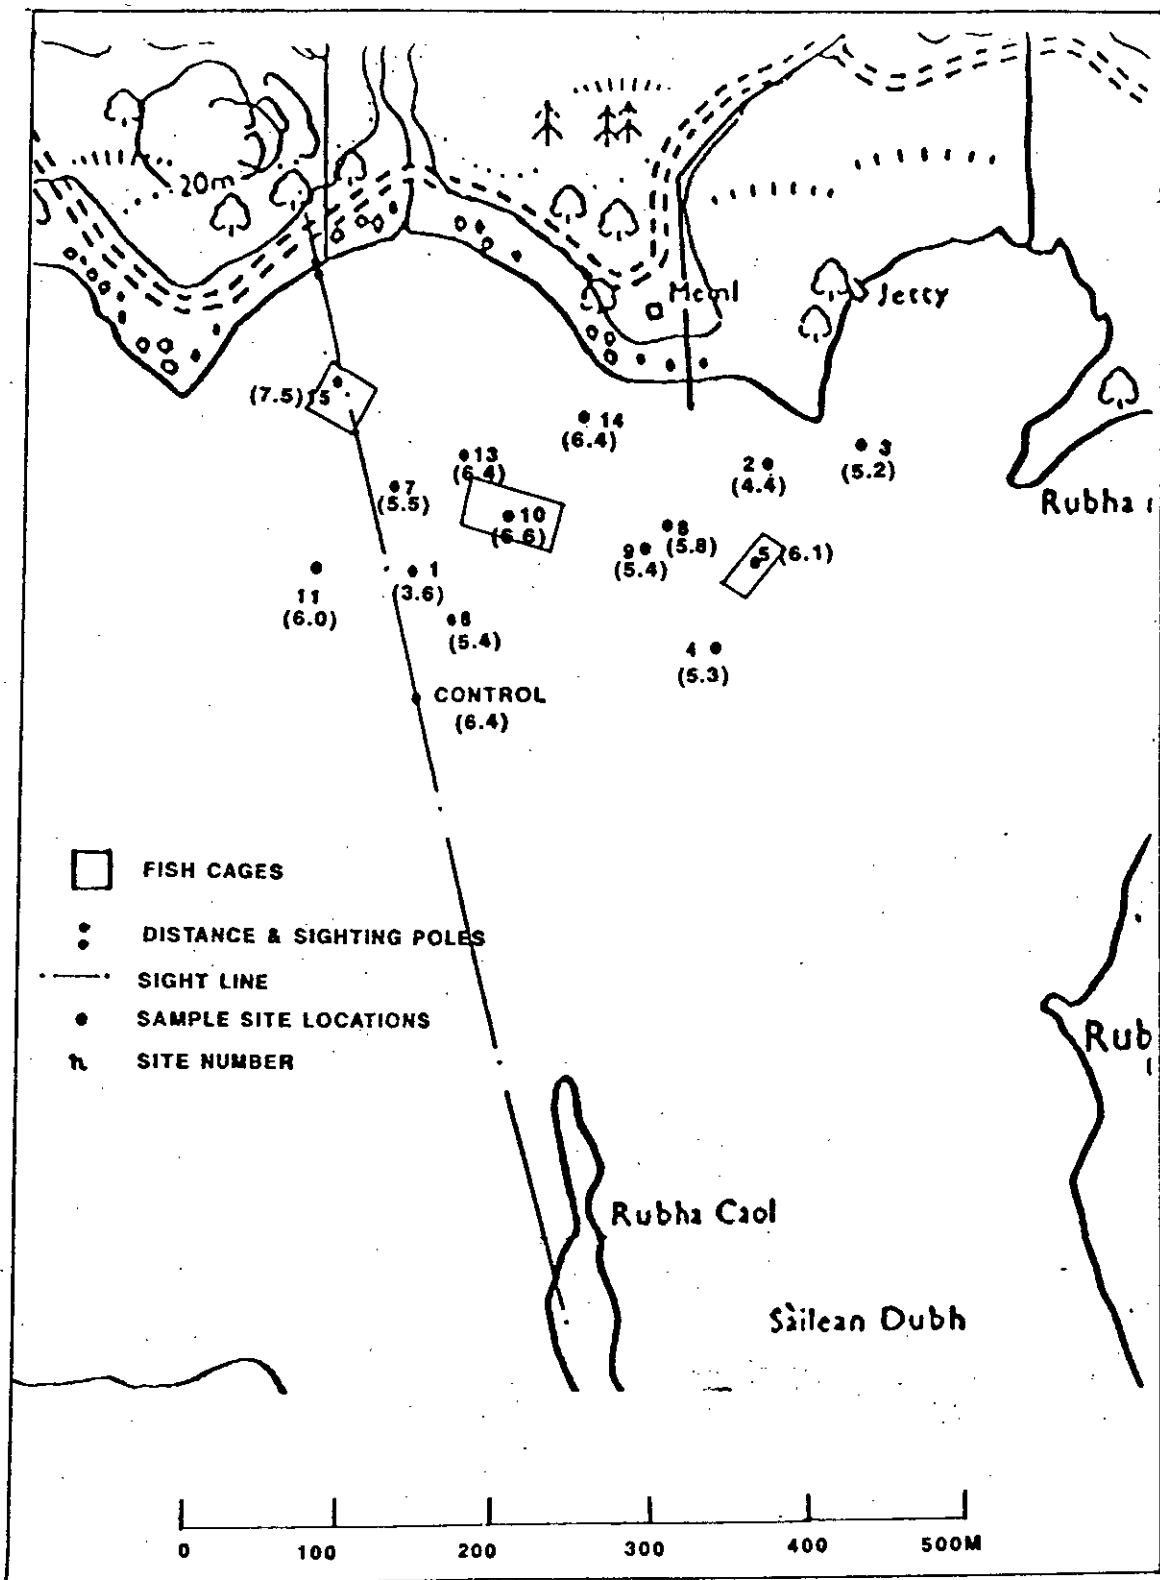 20m
Meml
Jetty
(7.5) 15
14
(6.4)
13
(6.4)
2
(4.4)
3
(5.2)
Rubha
7
(5.5)
10
(6.6)
8
(5.8)
9
(5.4)
5 (6.1)
11
(6.0)
1
(3.6)
6
(5.4)
4
(5.3)
CONTROL
(6.4)
FISH CAGES
DISTANCE & SIGHTING POLES
SIGHT LINE
SAMPLE SITE LOCATIONS
n SITE NUMBER
Rub
Rubha Caol
Sàilean Dubh
0 100 200 300 400 500M